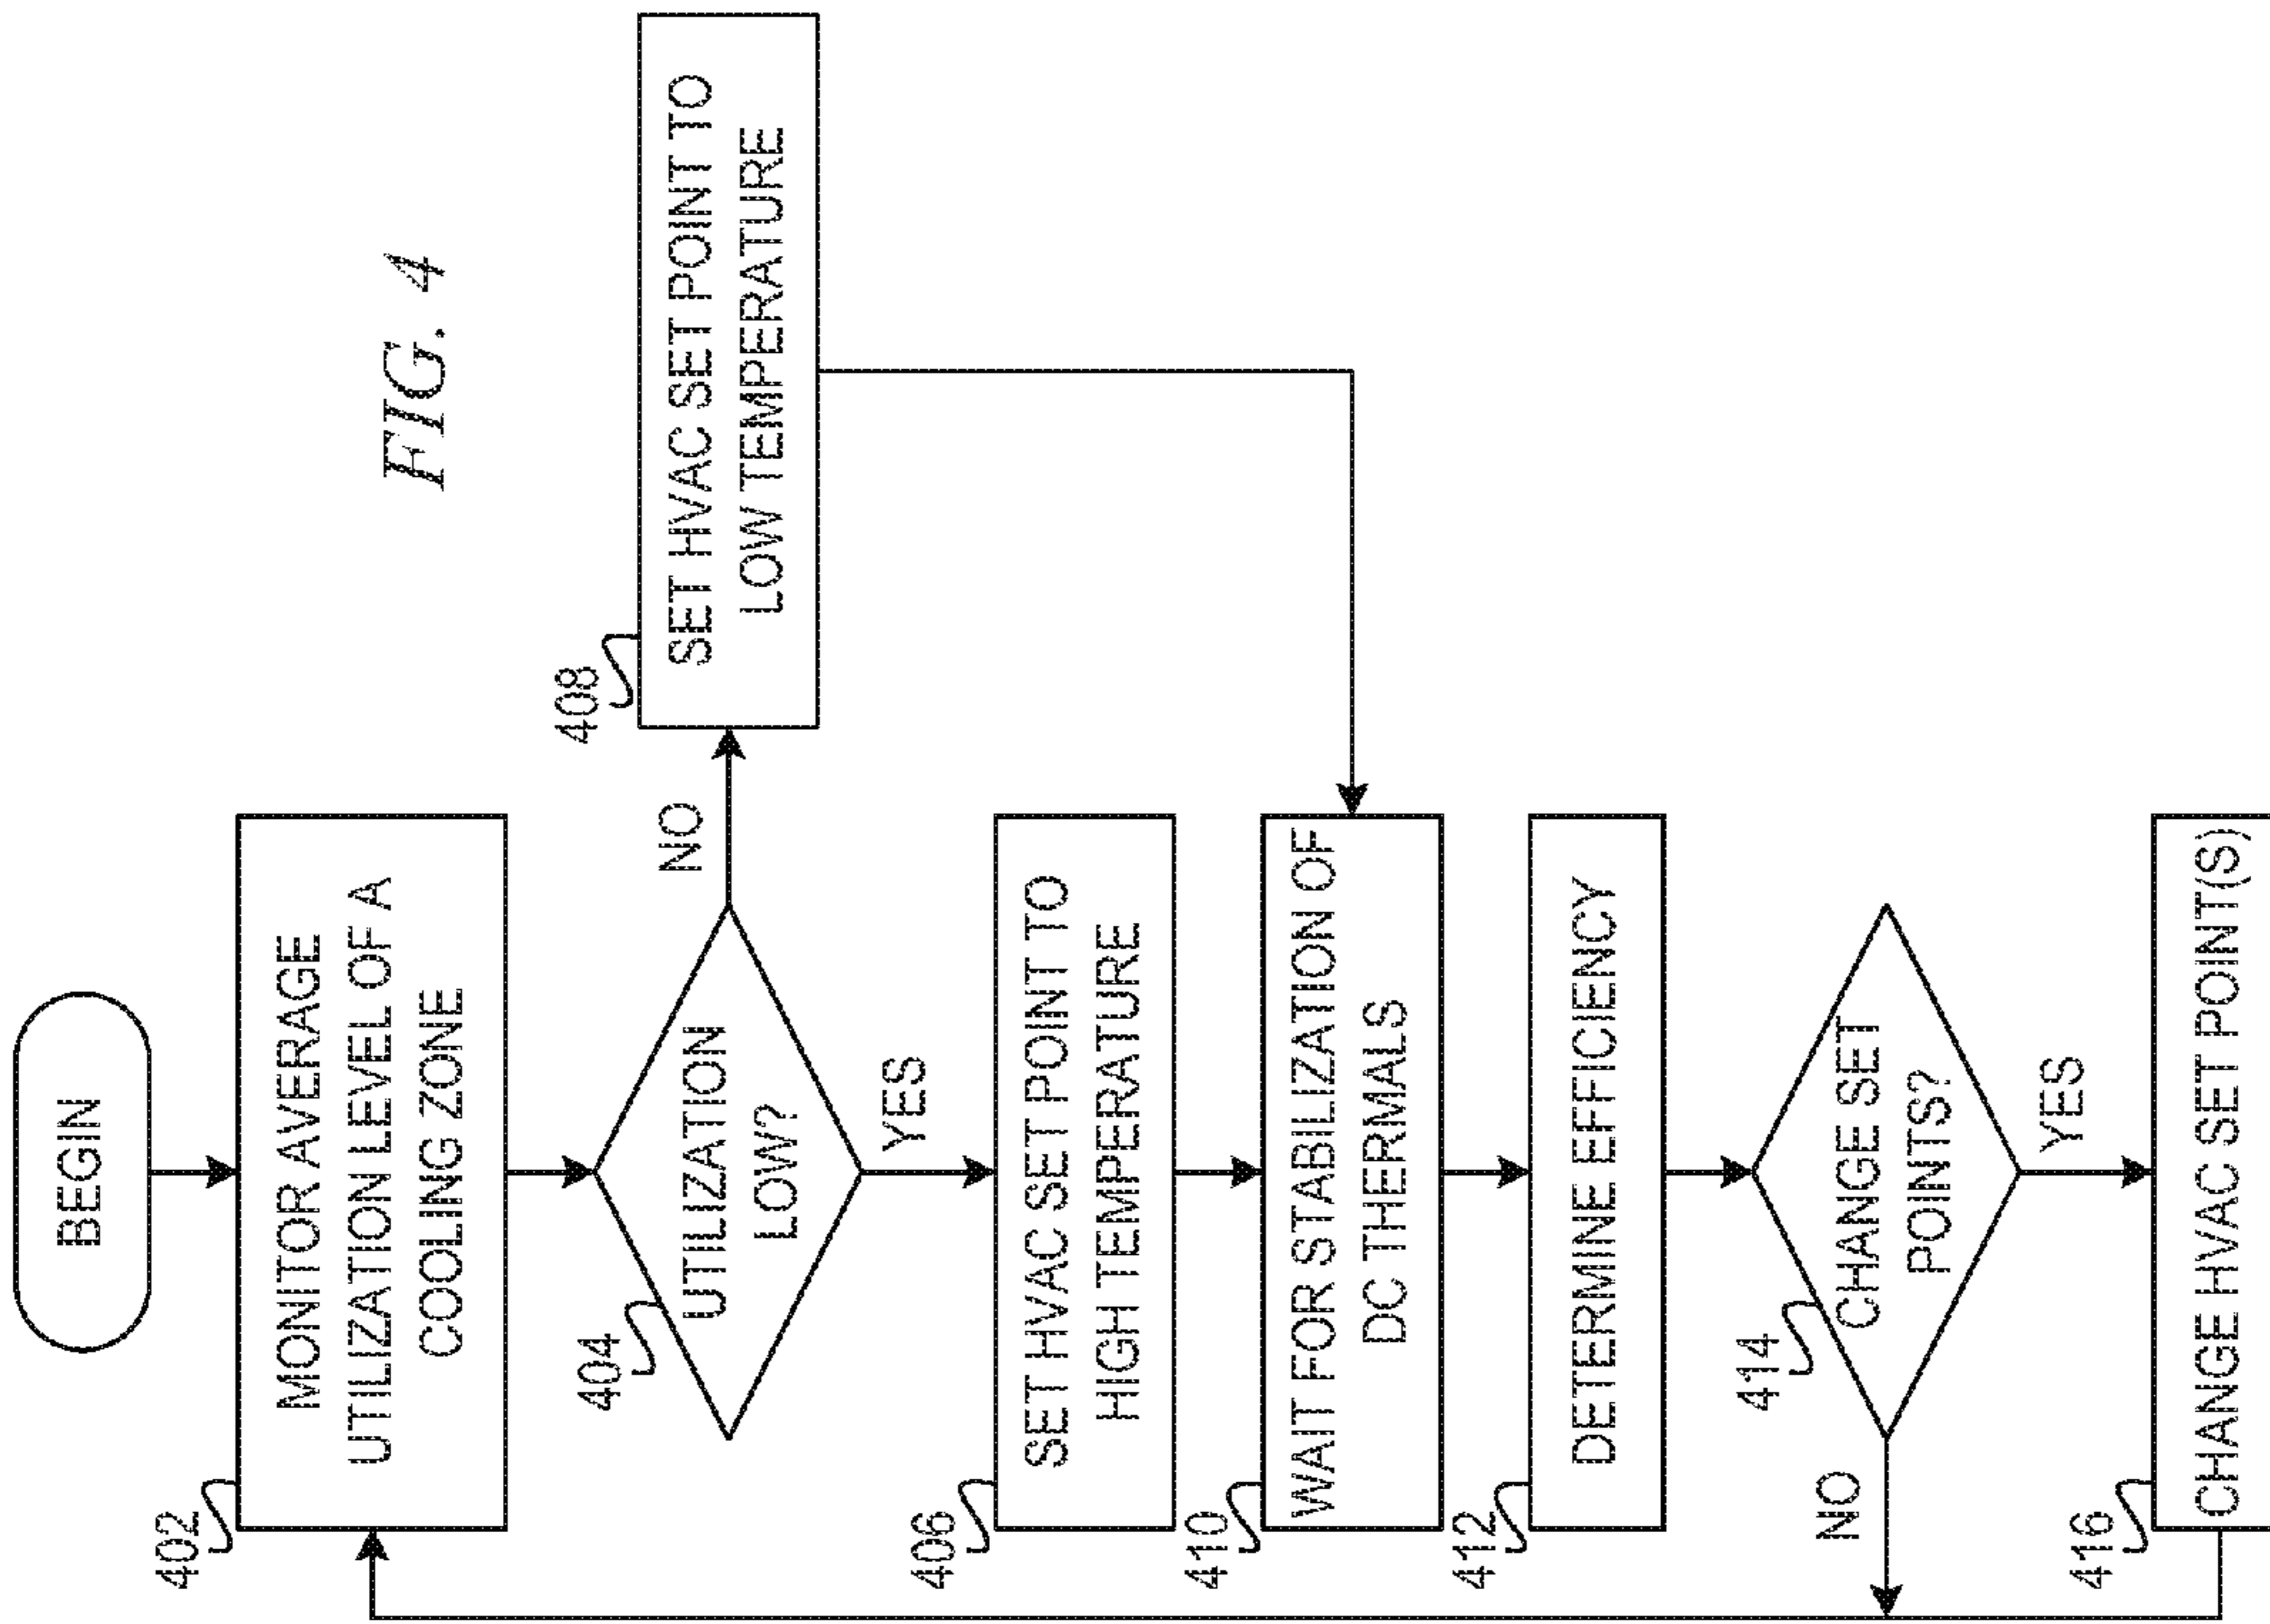 FIG. 4
BEGIN
402
MONITOR AVERAGE
UTILIZATION LEVEL OF A
COOLING ZONE
404
UTILIZATION
LOW?
NO
408
SET HVAC SET POINT TO
LOW TEMPERATURE
YES
406
SET HVAC SET POINT TO
HIGH TEMPERATURE
410
WAIT FOR STABILIZATION OF
DC THERMALS
412
DETERMINE EFFICIENCY
414
CHANGE SET
POINTS?
NO
YES
416
CHANGE HVAC SET POINT(S)